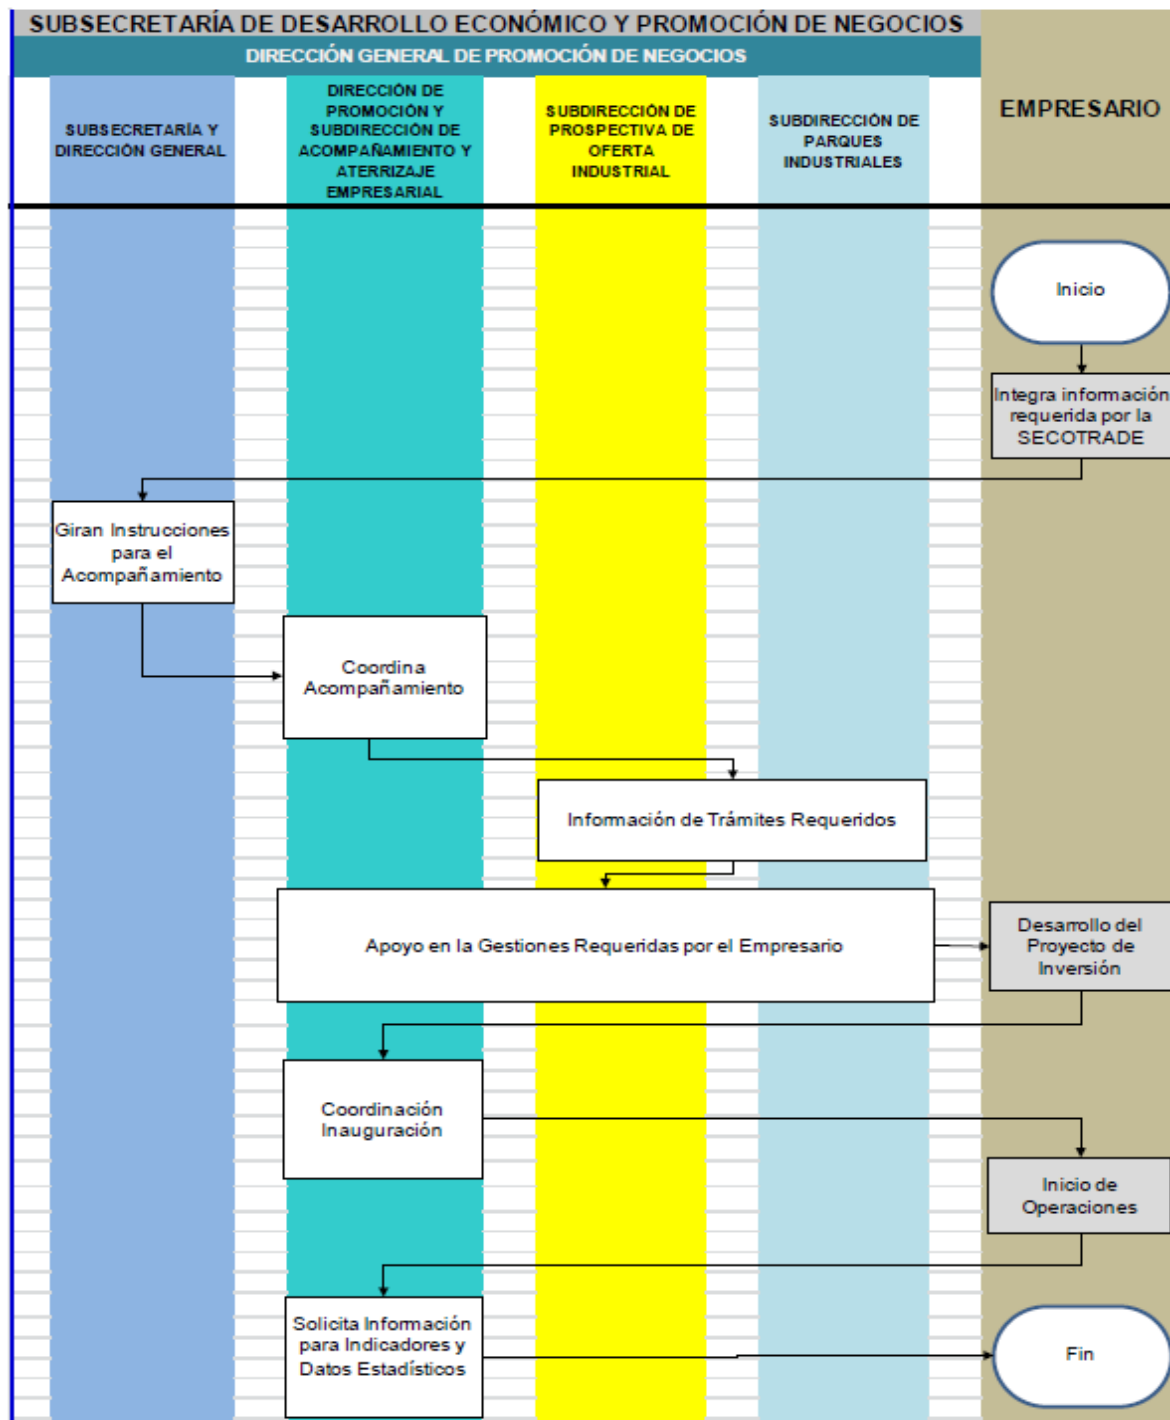 SUBSECRETARÍA DE DESARROLLO ECONÓMICO Y PROMOCIÓN DE NEGOCIOS
DIRECCIÓN GENERAL DE PROMOCIÓN DE NEGOCIOS
SUBSECRETARÍA Y
DIRECCIÓN GENERAL
DIRECCIÓN DE
PROMOCIÓN Y
SUBDIRECCIÓN DE
ACOMPAÑAMIENTO Y
ATERRIZAJE
EMPRESARIAL
SUBDIRECCIÓN DE
PROSPECTIVA DE
OFERTA
INDUSTRIAL
SUBDIRECCIÓN DE
PARQUES
INDUSTRIALES
EMPRESARIO
Inicio
Integra información
requerida por la
SECOTRADE
Giran Instrucciones
para el
Acompañamiento
Coordina
Acompañamiento
Información de Trámites Requeridos
Apoyo en la Gestiones Requeridas por el Empresario
Desarrollo del
Proyecto de
Inversión
Coordinación
Inauguración
Inicio de
Operaciones
Solicita Información
para Indicadores y
Datos Estadísticos
Fin